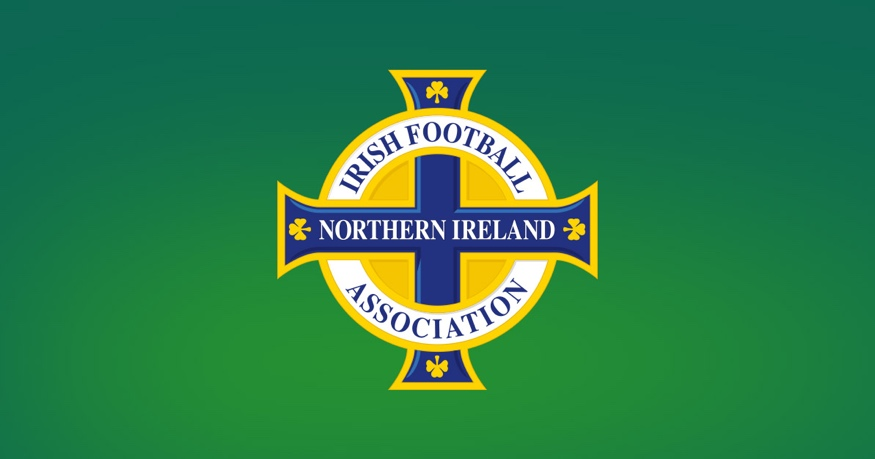 IRISH FOOTBALL
NORTHERN IRELAND
ASSOCIATION